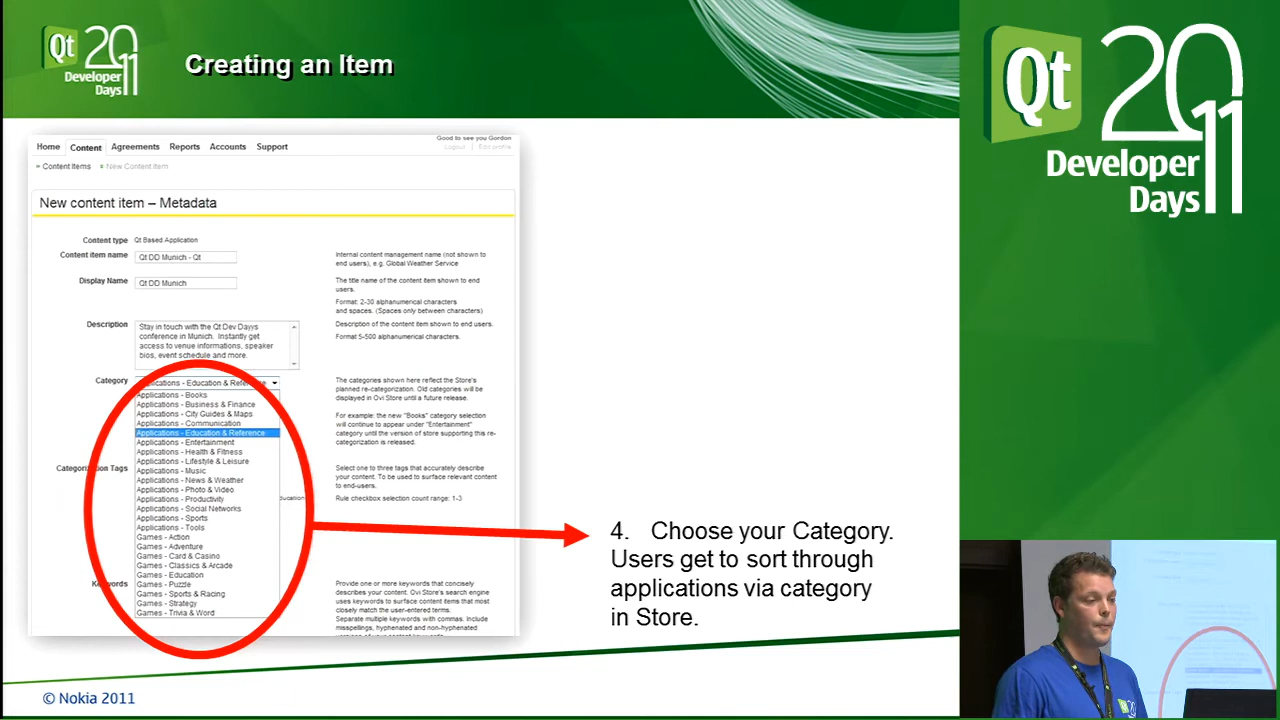 Qt 2011
Developer
Days
Creating an Item
Good to see you Gordon
Logout | Edit profile
Home Content Agreements Reports Accounts Support
Content Items New Content Item
New content item – Metadata
Content type Qt Based Application
Content item name Qt DD Munich - Qt
Internal content management name (not shown to
end users), e.g. Global Weather Service
Display Name Qt DD Munich
The title name of the content item shown to end
users.
Format: 2-30 alphanumerical characters
and spaces. (Spaces only between characters)
Description
Stay in touch with the Qt Dev Days
conference in Munich. Instantly get
access to venue informations, speaker
bios, event schedule and more.
Description of the content item shown to end users.
Format 5-500 alphanumerical characters.
Category
Applications - Education & Reference
The categories shown here reflect the Store's
planned re-categorization. Old categories will be
displayed in Ovi Store until a future release.
For example: the new "Books" category selection
will continue to appear under "Entertainment"
category until the version of store supporting this re-
categorization is released.
Applications - Books
Applications - Business & Finance
Applications - City Guides & Maps
Applications - Communication
Applications - Education & Reference
Applications - Entertainment
Applications - Health & Fitness
Applications - Lifestyle & Leisure
Applications - Music
Applications - News & Weather
Applications - Photo & Video
Applications - Productivity
Applications - Social Networks
Applications - Sports
Applications - Tools
Games - Action
Games - Adventure
Games - Card & Casino
Games - Classics & Arcade
Games - Education
Games - Puzzle
Games - Sports & Racing
Games - Strategy
Games - Trivia & Word
Categorization Tags
Select one to three tags that accurately describe
your content. To be used to surface relevant content
to end-users.
Rule checkbox selection count range: 1-3
Keywords
Provide one or more keywords that concisely
describes your content. Ovi Store's search engine
uses keywords to surface content items that most
closely match the user-entered terms.
Separate multiple keywords with commas. Include
misspellings, hyphenated and non-hyphenated
4. Choose your Category.
Users get to sort through
applications via category
in Store.
© Nokia 2011
Qt 2011
Developer
Days